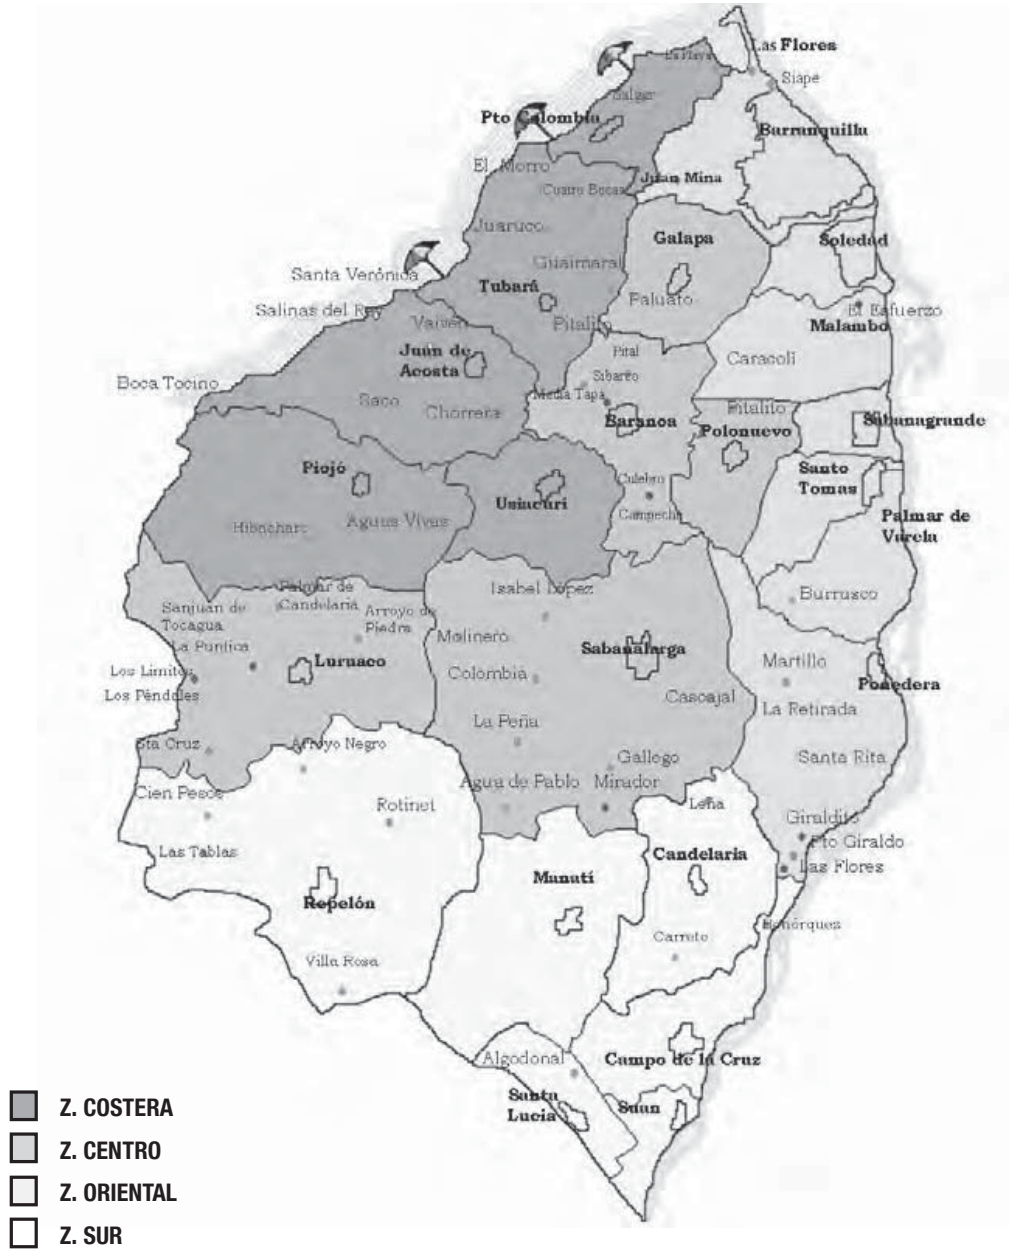 Las Flores
La Playa
Siape
Salgar
Pto Colombia
Barranquilla
El Morro
Juan Mina
Cuatro Bocas
Juaruco
Galapa
Soledad
Guaimaral
Santa Verónica
Tubará
Paluato
Salinas del Rey
El Esfuerzo
Vaivén
Pitalito
Malambo
Juan de
Acosta
Pital
Caracolí
Sibarco
Boca Tocino
Media Tapa
Saco
Chorrera
Pitalito
Baranoa
Sabanagrande
Polonuevo
Piojó
Santo
Tomas
Usiacurí
Culebro
Campeche
Palmar de
Varela
Hibacharc
Aguas Vivas
Palmar de
Candelaria
Isabel López
Burrusco
Sanjuan de
Tocagua
Arroyo de
Piedra
La Puntica
Molinero
Sabanalarga
Luruaco
Martillo
Los Limites
Colombia
Ponedera
Los Péndales
Cascajal
La Retirada
La Peña
Sta Cruz
Arroyo Negro
Gallego
Santa Rita
Agua de Pablo
Mirador
Cien Pesos
Rotinet
Leña
Giraldito
Pto Giraldo
Las Tablas
Candelaria
Las Flores
Manatí
Repelón
Bohórquez
Carreto
Villa Rosa
Algodonal
Campo de la Cruz
Santa
Lucia
Suan
Z. COSTERA
Z. CENTRO
Z. ORIENTAL
Z. SUR